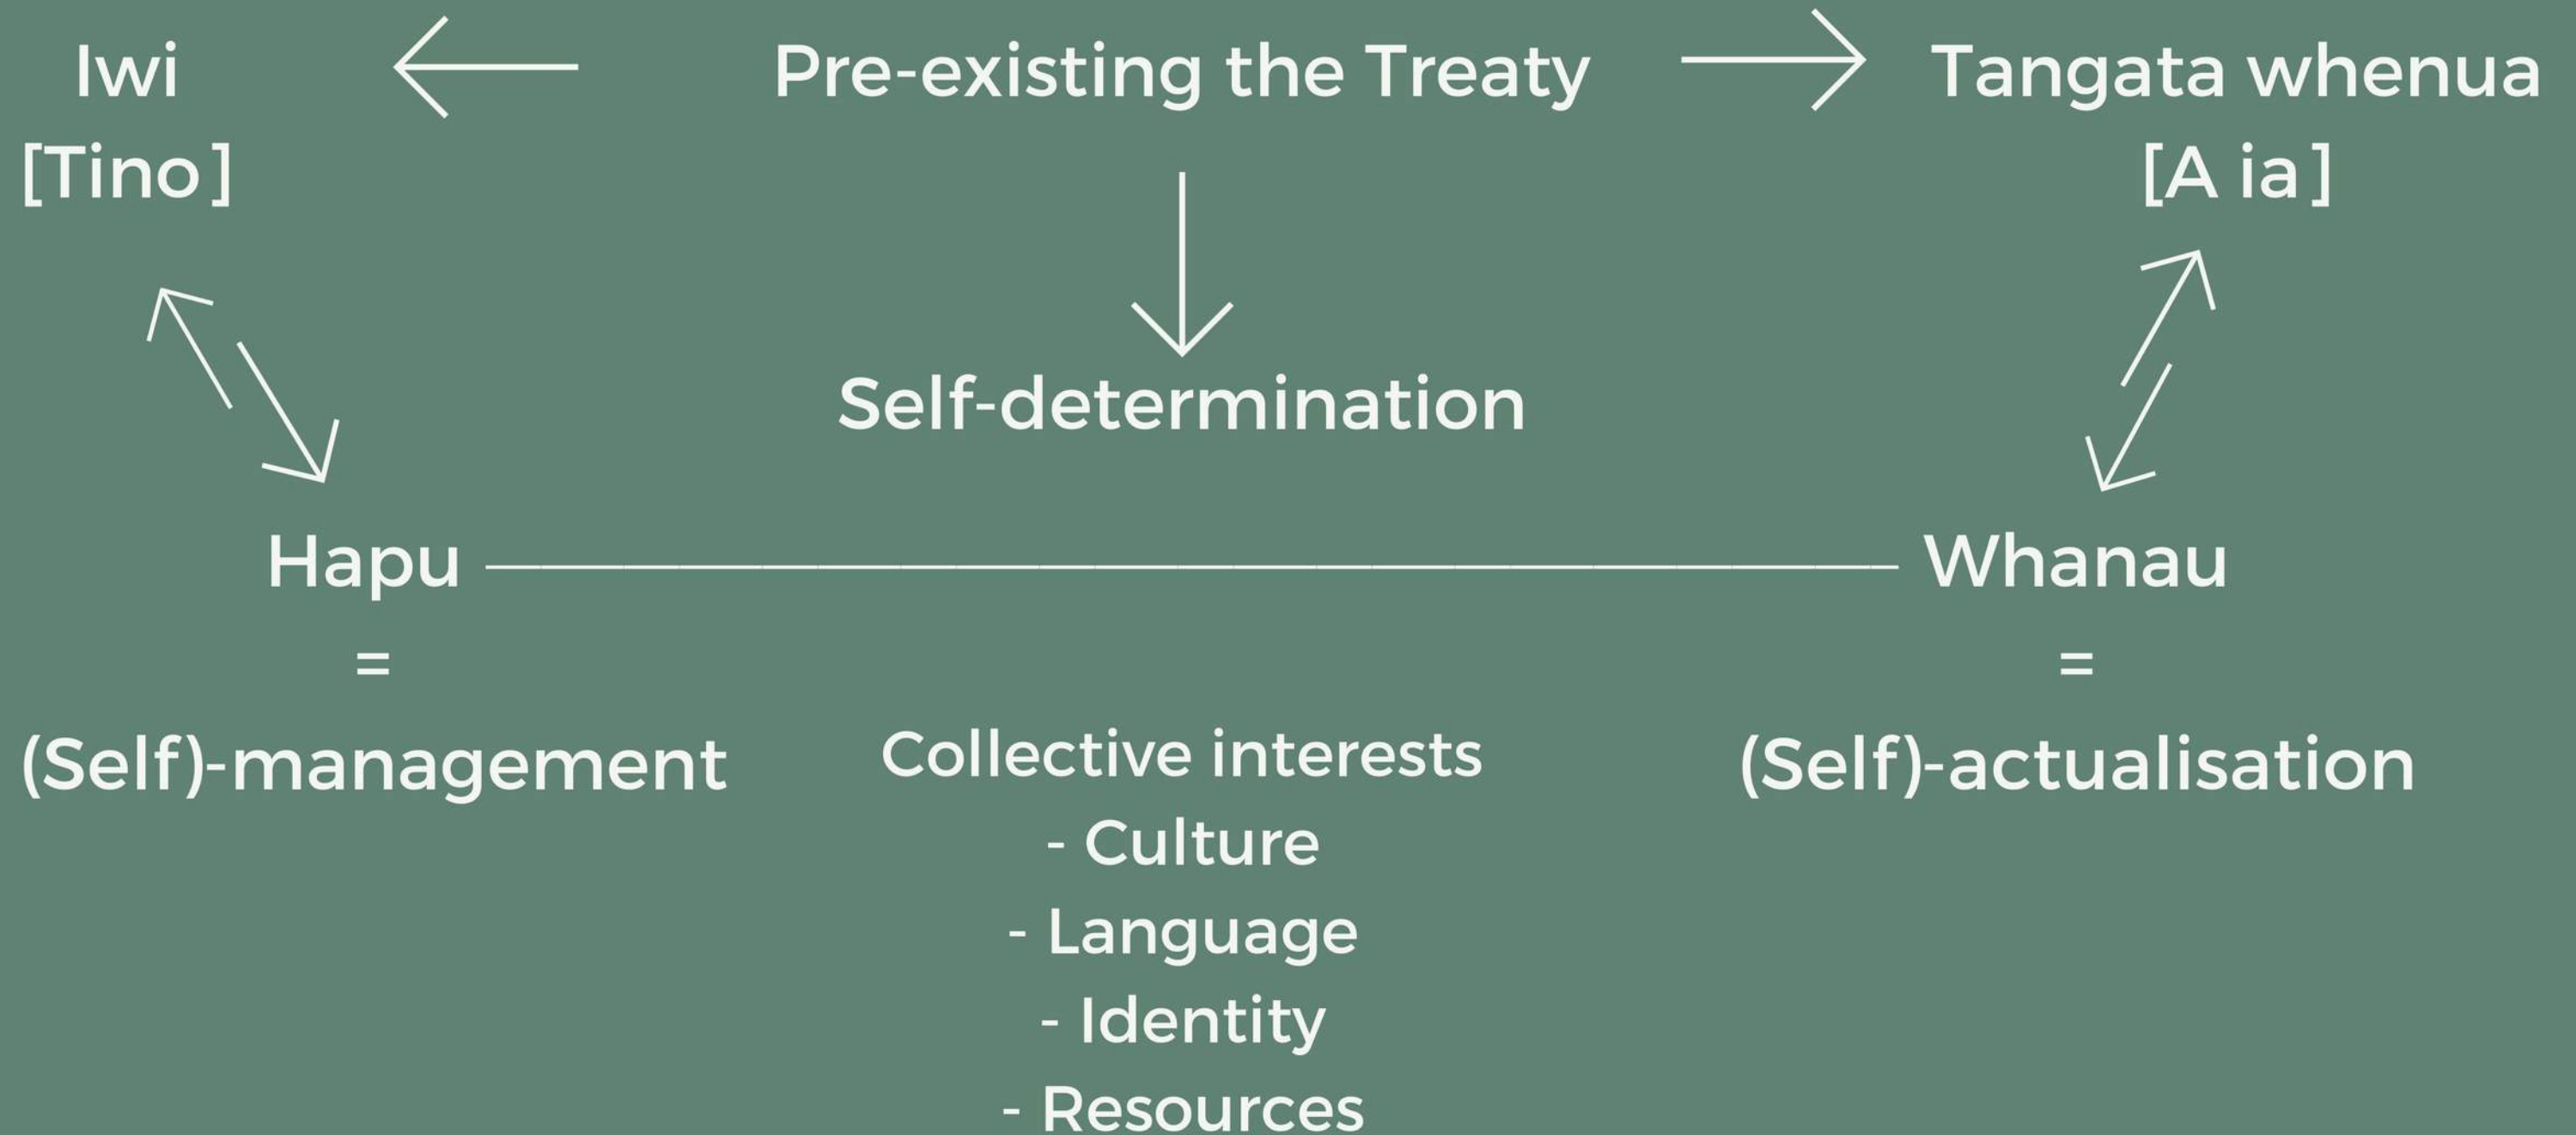 Iwi
[Tino]
Pre-existing the Treaty
Tangata whenua
[A ia]
Self-determination
Hapu
Whanau
=
=
(Self)-management
(Self)-actualisation
Collective interests
- Culture
- Language
- Identity
- Resources